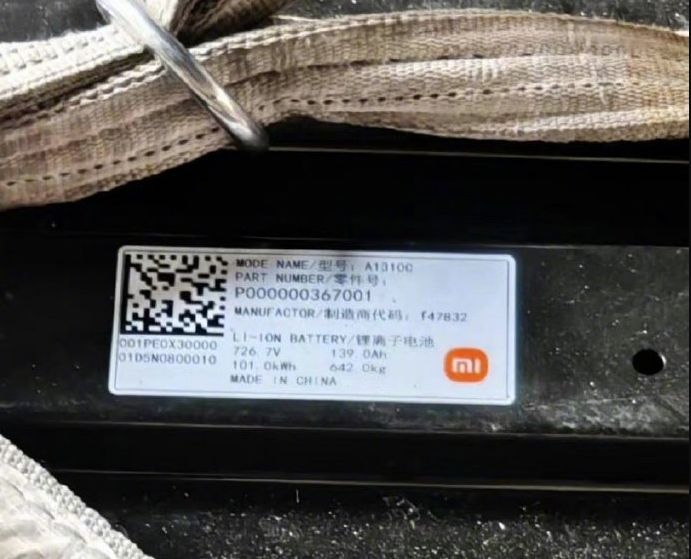 MODE NAME/型号: A13100
PART NUMBER/零件号:
P000000367001
MANUFACTOR/制造商代码: f47832
001PE0X30000
01D5N0800010
LI-ION BATTERY/锂离子电池
726.7V 139.0Ah
101.0kWh 642.0kg
MADE IN CHINA
mi